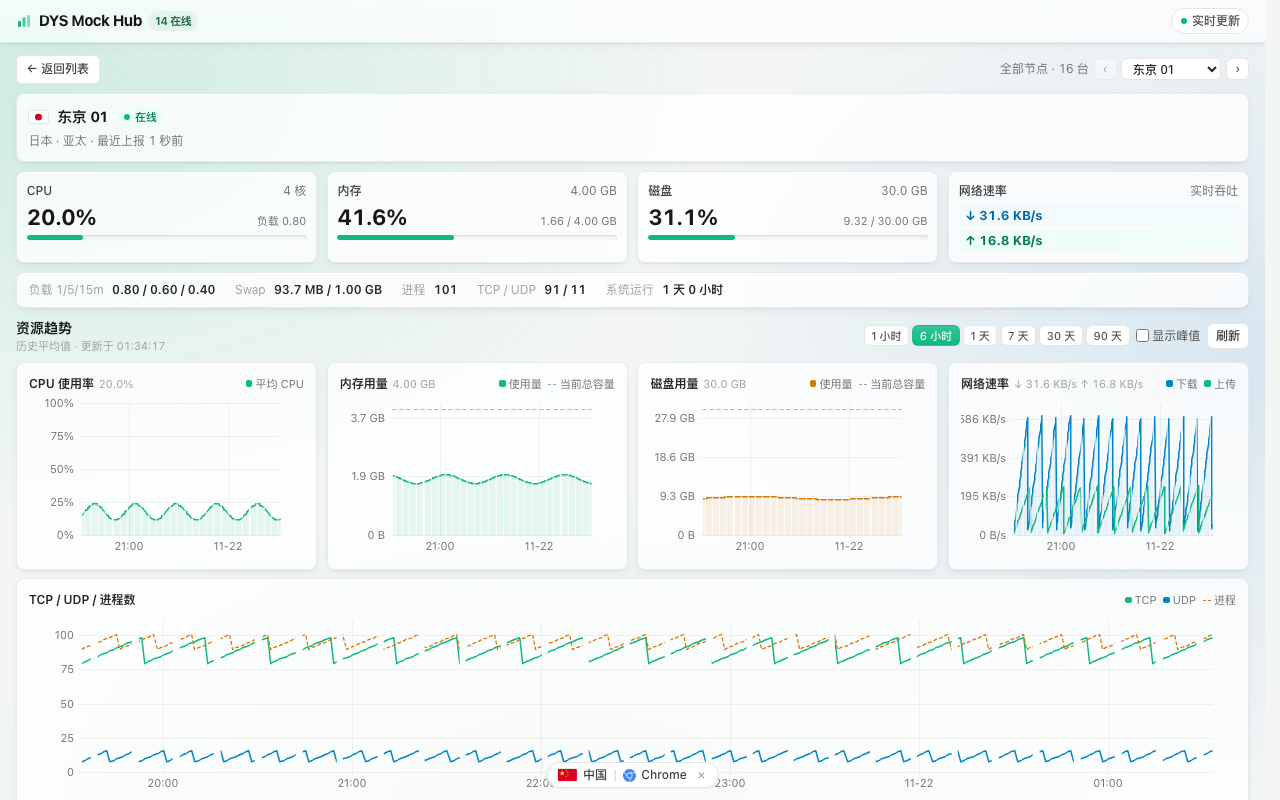 DYS Mock Hub 14 在线
实时更新
← 返回列表
全部节点 · 16 台 ‹ 东京 01 ›
东京 01 在线
日本 · 亚太 · 最近上报 1 秒前
CPU 4 核
20.0% 负载 0.80
内存 4.00 GB
41.6% 1.66 / 4.00 GB
磁盘 30.0 GB
31.1% 9.32 / 30.00 GB
网络速率 实时吞吐
↓ 31.6 KB/s
↑ 16.8 KB/s
负载 1/5/15m 0.80 / 0.60 / 0.40 Swap 93.7 MB / 1.00 GB 进程 101 TCP / UDP 91 / 11 系统运行 1 天 0 小时
资源趋势
历史平均值 · 更新于 01:34:17
1 小时 6 小时 1 天 7 天 30 天 90 天 显示峰值 刷新
CPU 使用率 20.0% 平均 CPU
100%
75%
50%
25%
0%
21:00 11-22
内存用量 4.00 GB 使用量 当前总容量
3.7 GB
1.9 GB
0 B
21:00 11-22
磁盘用量 30.0 GB 使用量 当前总容量
27.9 GB
18.6 GB
9.3 GB
0 B
21:00 11-22
网络速率 ↓ 31.6 KB/s ↑ 16.8 KB/s 下载 上传
586 KB/s
391 KB/s
195 KB/s
0 B/s
21:00 11-22
TCP / UDP / 进程数 TCP UDP 进程
100
75
50
25
0
20:00 21:00 22:0 23:00 11-22 01:00
中国 Chrome ×